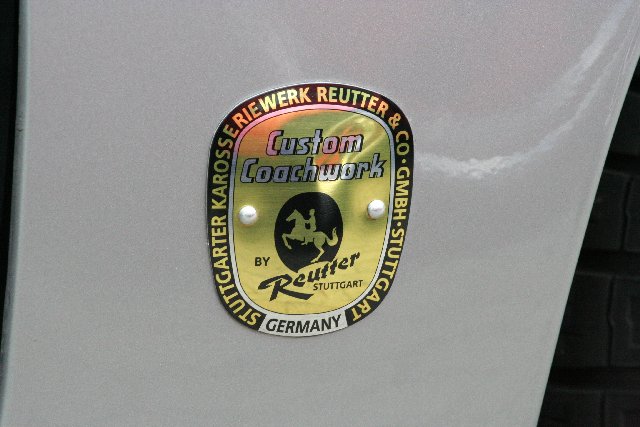 STUTTGARTER KAROSSERIEWERK REUTTER & CO·GMBH·STUTTGART
Custom
Coachwork
BY
Reutter
STUTTGART
GERMANY